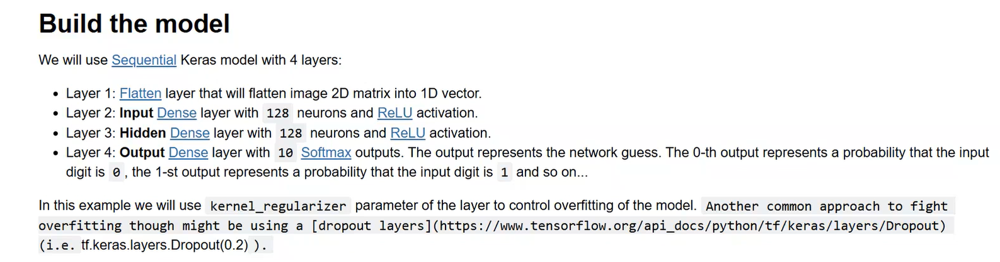 Build the model
We will use Sequential Keras model with 4 layers:
• Layer 1: Flatten layer that will flatten image 2D matrix into 1D vector.
• Layer 2: Input Dense layer with 128 neurons and ReLU activation.
• Layer 3: Hidden Dense layer with 128 neurons and ReLU activation.
• Layer 4: Output Dense layer with 10 Softmax outputs. The output represents the network guess. The 0-th output represents a probability that the input
digit is 0, the 1-st output represents a probability that the input digit is 1 and so on...
In this example we will use kernel_regularizer parameter of the layer to control overfitting of the model. Another common approach to fight
overfitting though might be using a [dropout layers](https://www.tensorflow.org/api_docs/python/tf/keras/layers/Dropout)
(i.e. tf.keras.layers.Dropout(0.2) ).